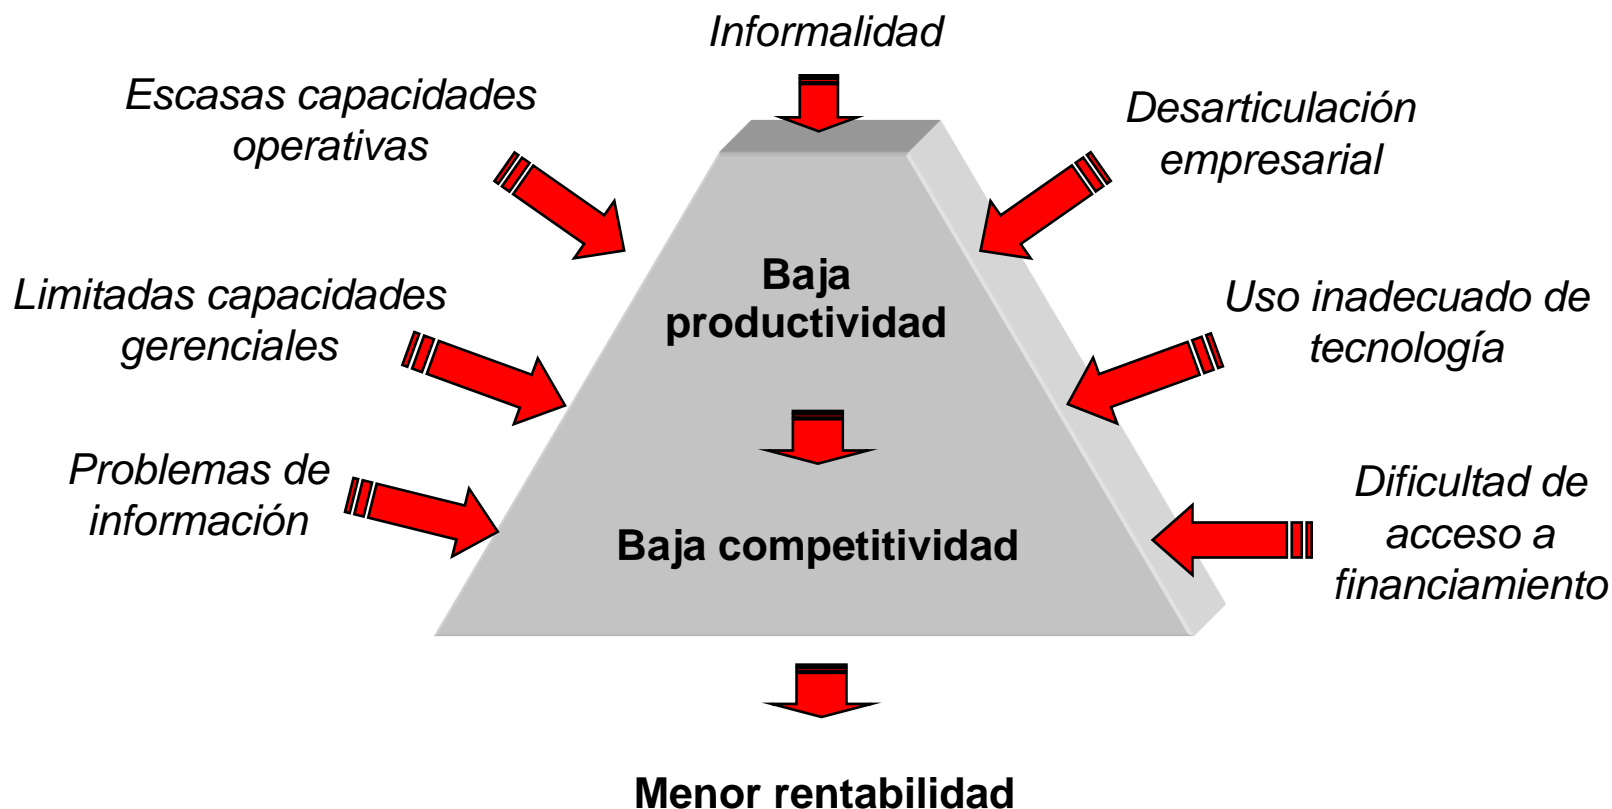 Informalidad
Escasas capacidades
operativas
Desarticulación
empresarial
Baja
productividad
Limitadas capacidades
gerenciales
Uso inadecuado de
tecnología
Problemas de
información
Baja competitividad
Dificultad de
acceso a
financiamiento
Menor rentabilidad